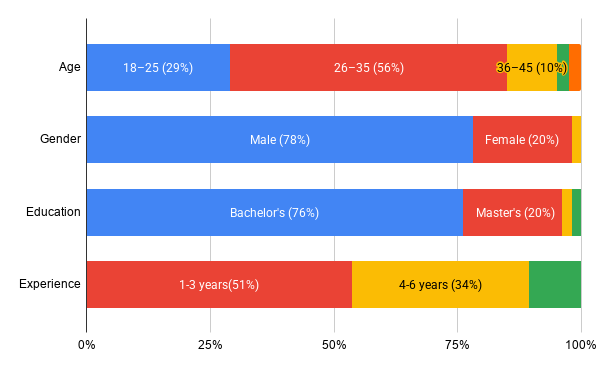 Age
18–25 (29%)
26–35 (56%)
36–45 (10%)
Gender
Male (78%)
Female (20%)
Education
Bachelor's (76%)
Master's (20%)
Experience
1-3 years(51%)
4-6 years (34%)
0%
25%
50%
75%
100%